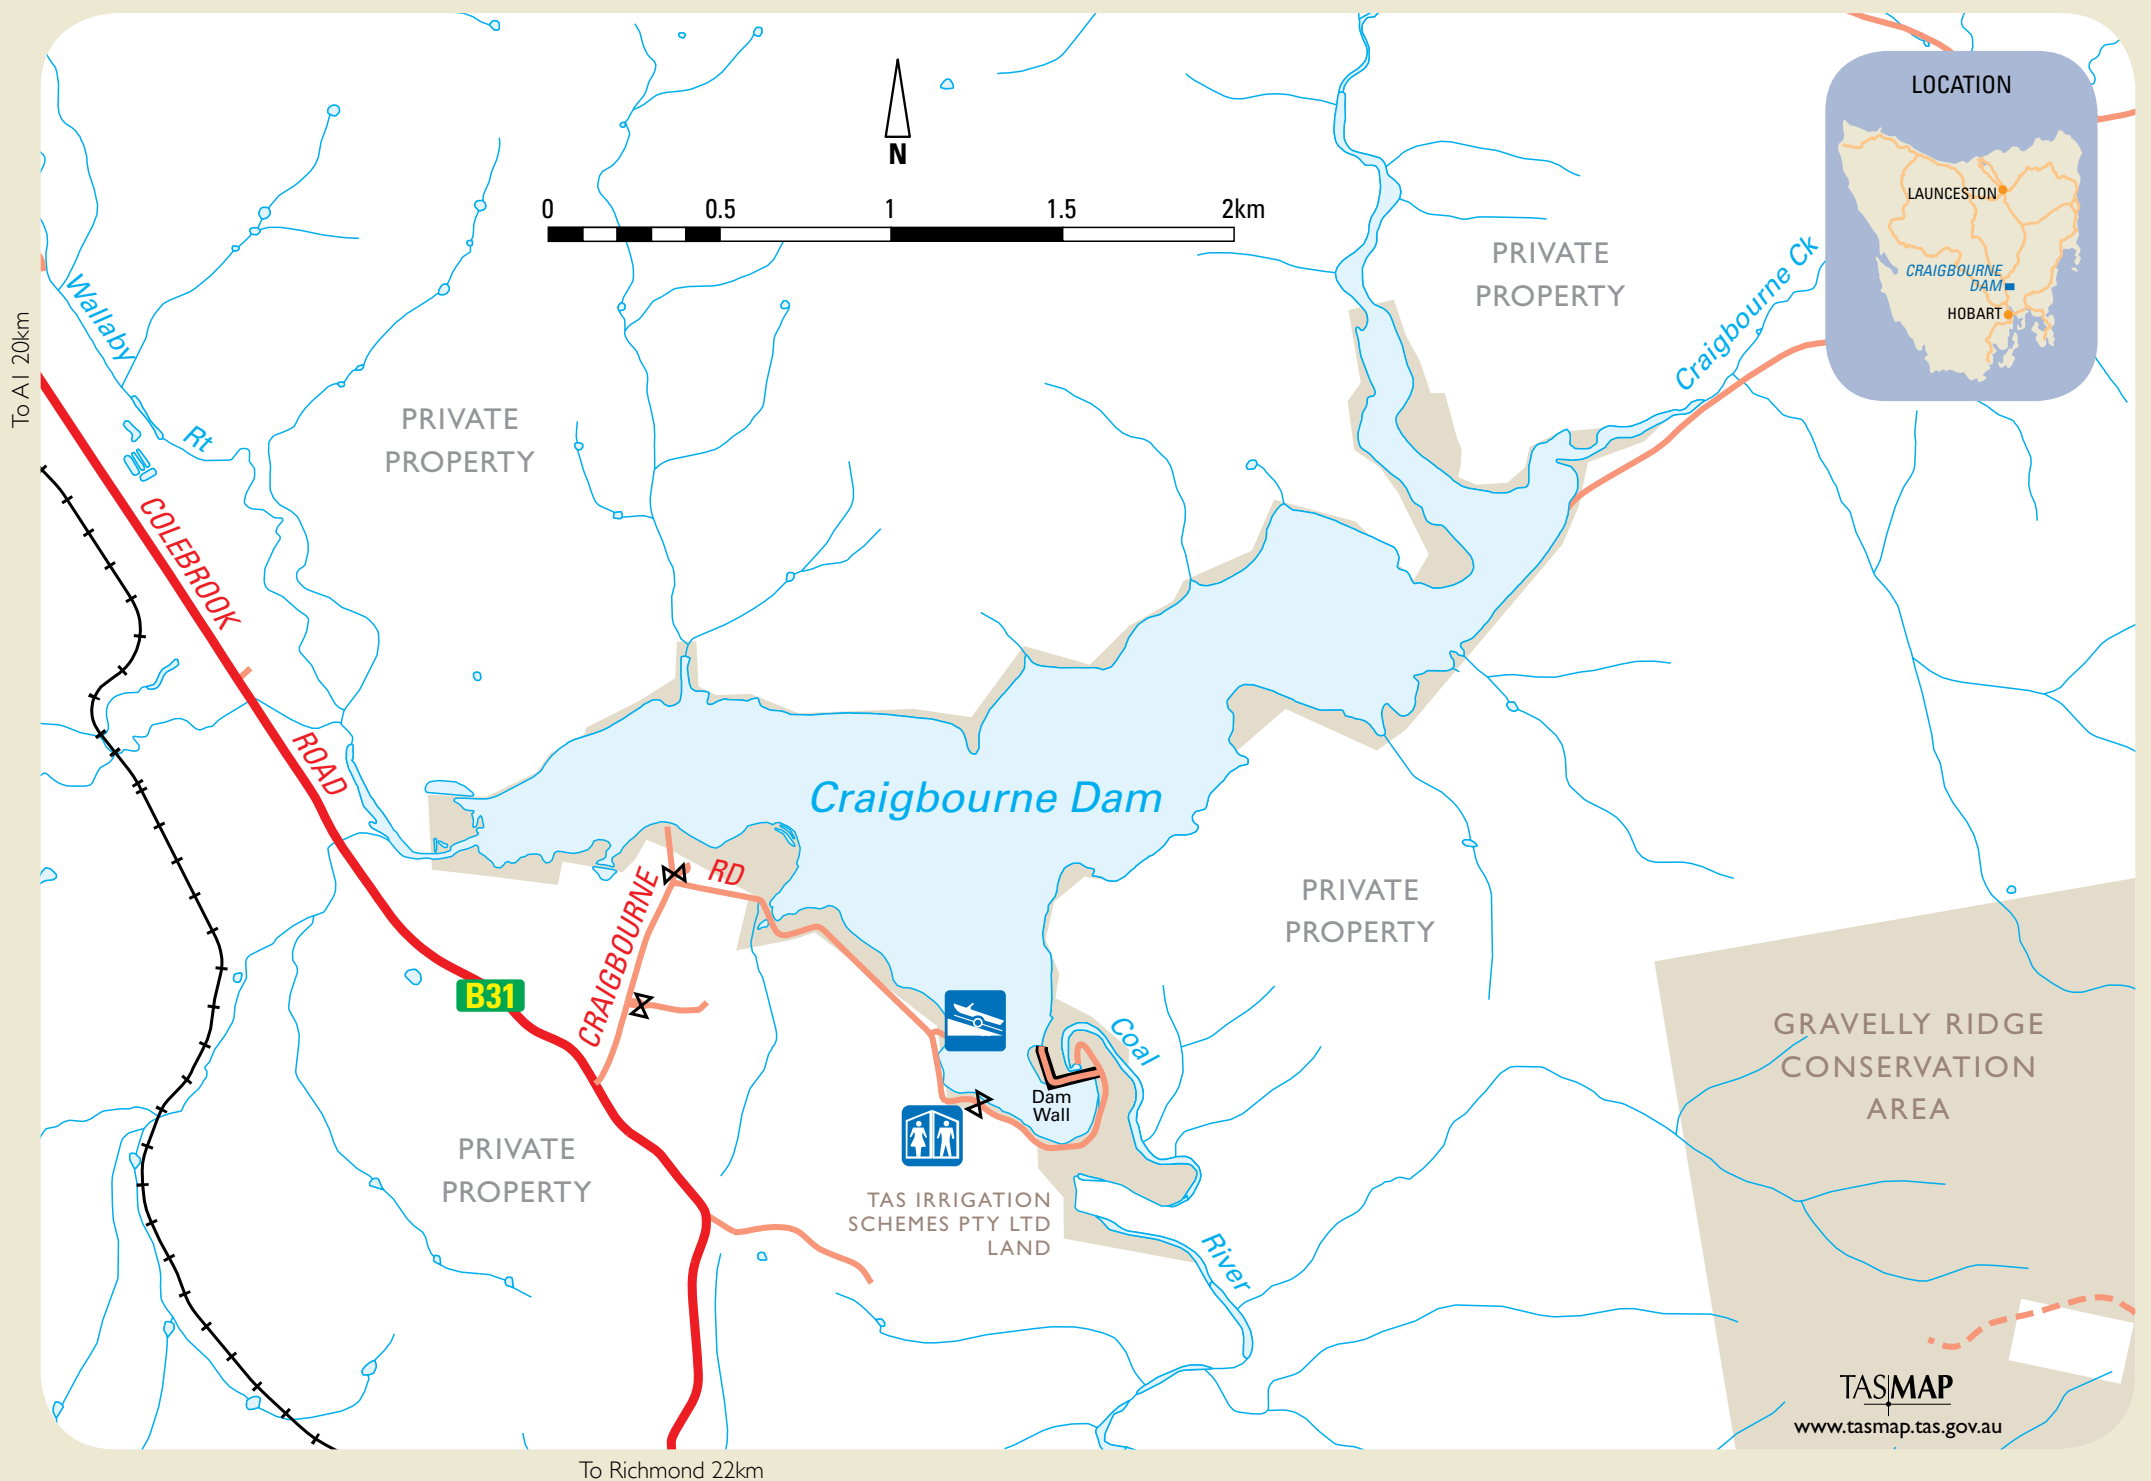 LOCATION
LAUNCESTON
CRAIGBOURNE
DAM
HOBART
N
0 0.5 1 1.5 2km
PRIVATE
PROPERTY
Craigbourne Ck
Wallaby
Rt
To A1 20km
PRIVATE
PROPERTY
COLEBROOK
ROAD
Craigbourne Dam
CRAIGBOURNE
RD
B31
PRIVATE
PROPERTY
Coal
River
Dam
Wall
GRAVELLY RIDGE
CONSERVATION
AREA
PRIVATE
PROPERTY
TAS IRRIGATION
SCHEMES PTY LTD
LAND
TASMAP
www.tasmap.tas.gov.au
To Richmond 22km